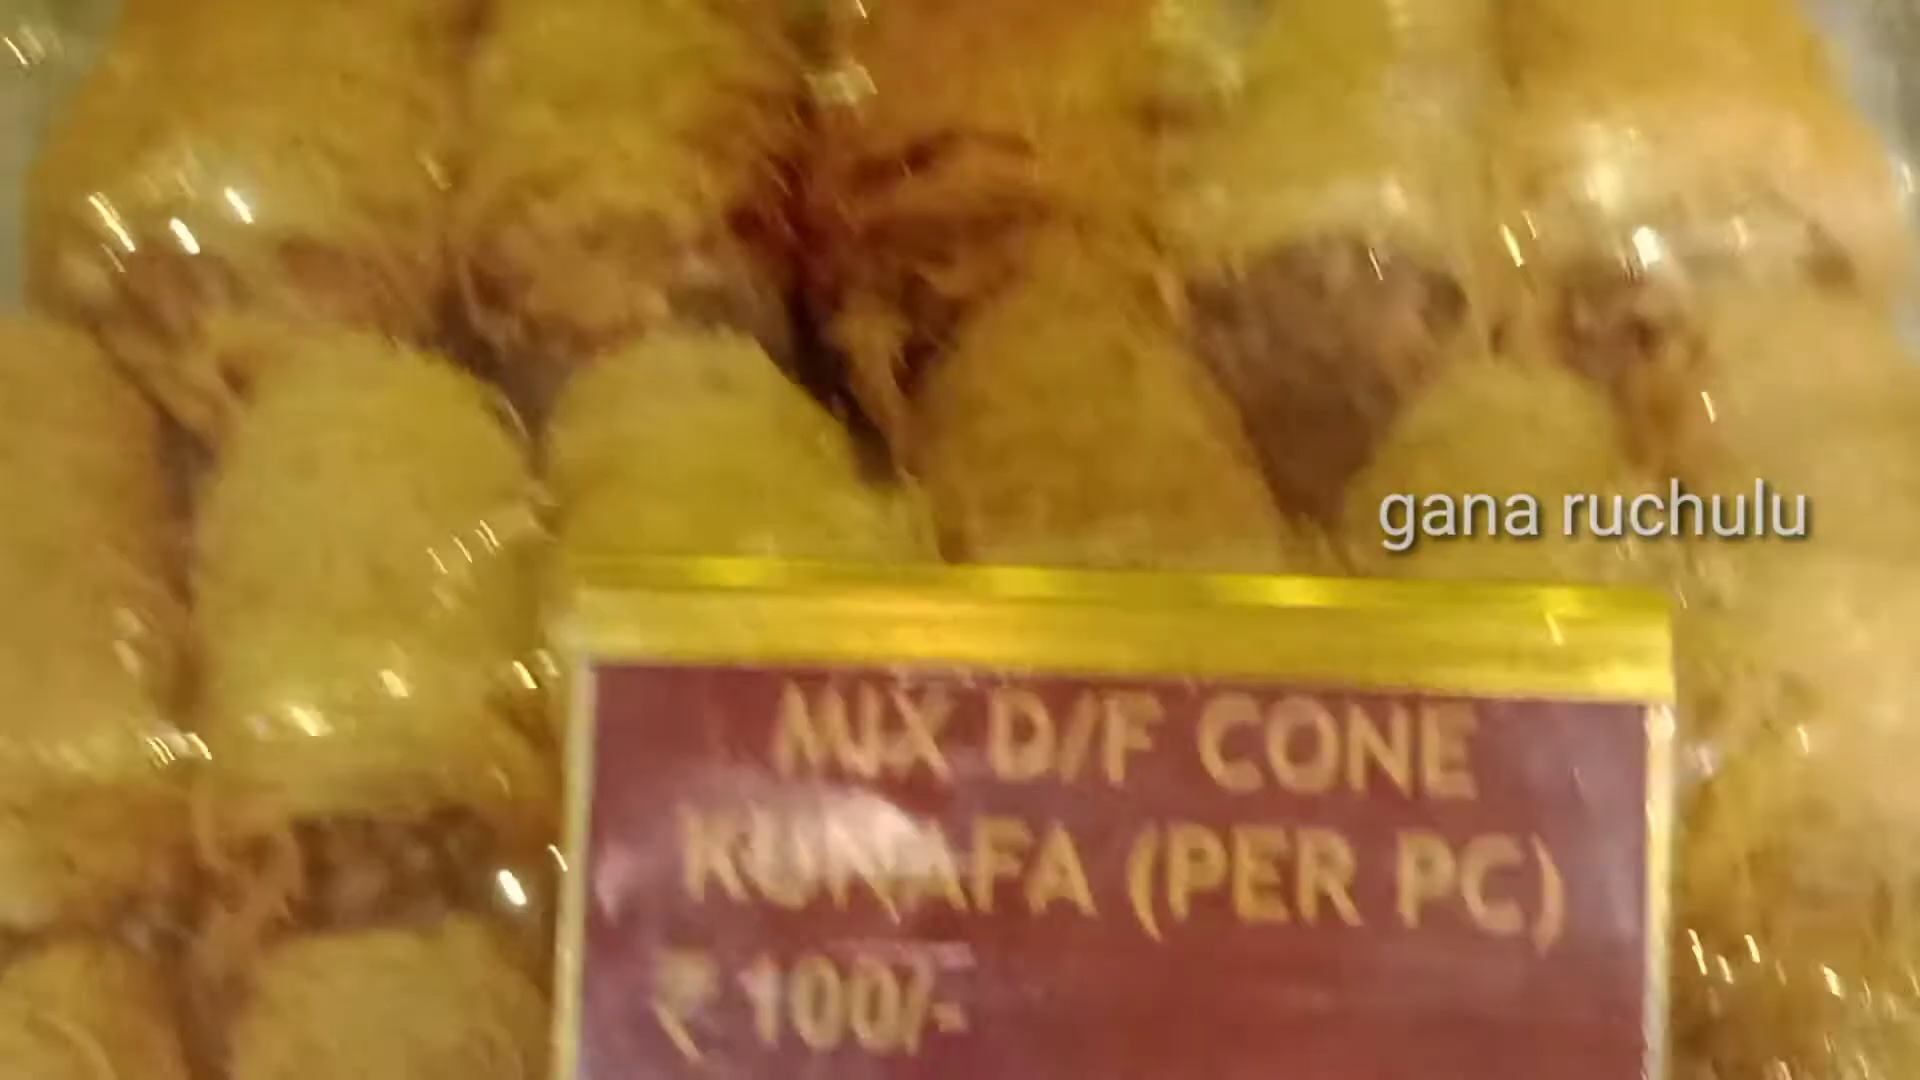 gana ruchulu
MIX D/F CONE
KUNAFA (PER PC)
₹ 100/-